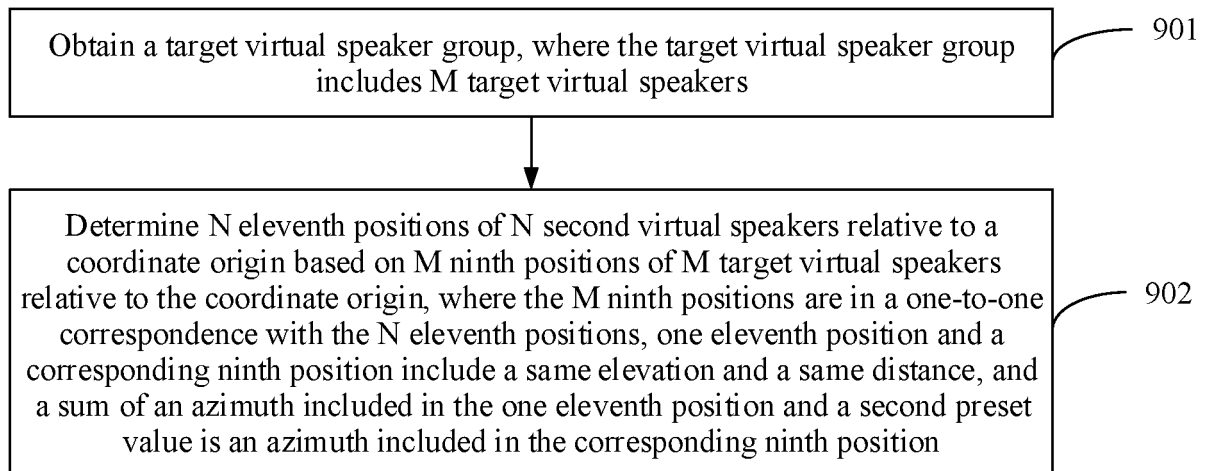 Obtain a target virtual speaker group, where the target virtual speaker group
includes M target virtual speakers
901
Determine N eleventh positions of N second virtual speakers relative to a
coordinate origin based on M ninth positions of M target virtual speakers
relative to the coordinate origin, where the M ninth positions are in a one-to-one
correspondence with the N eleventh positions, one eleventh position and a
corresponding ninth position include a same elevation and a same distance, and
a sum of an azimuth included in the one eleventh position and a second preset
value is an azimuth included in the corresponding ninth position
902